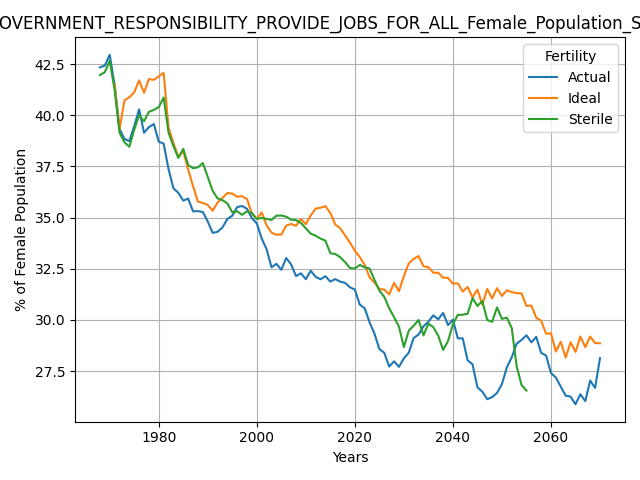 OVERNMENT_RESPONSIBILITY_PROVIDE_JOBS_FOR_ALL_Female_Population_S
Fertility
Actual
Ideal
Sterile
42.5
40.0
37.5
35.0
32.5
30.0
27.5
% of Female Population
1980
2000
2020
2040
2060
Years